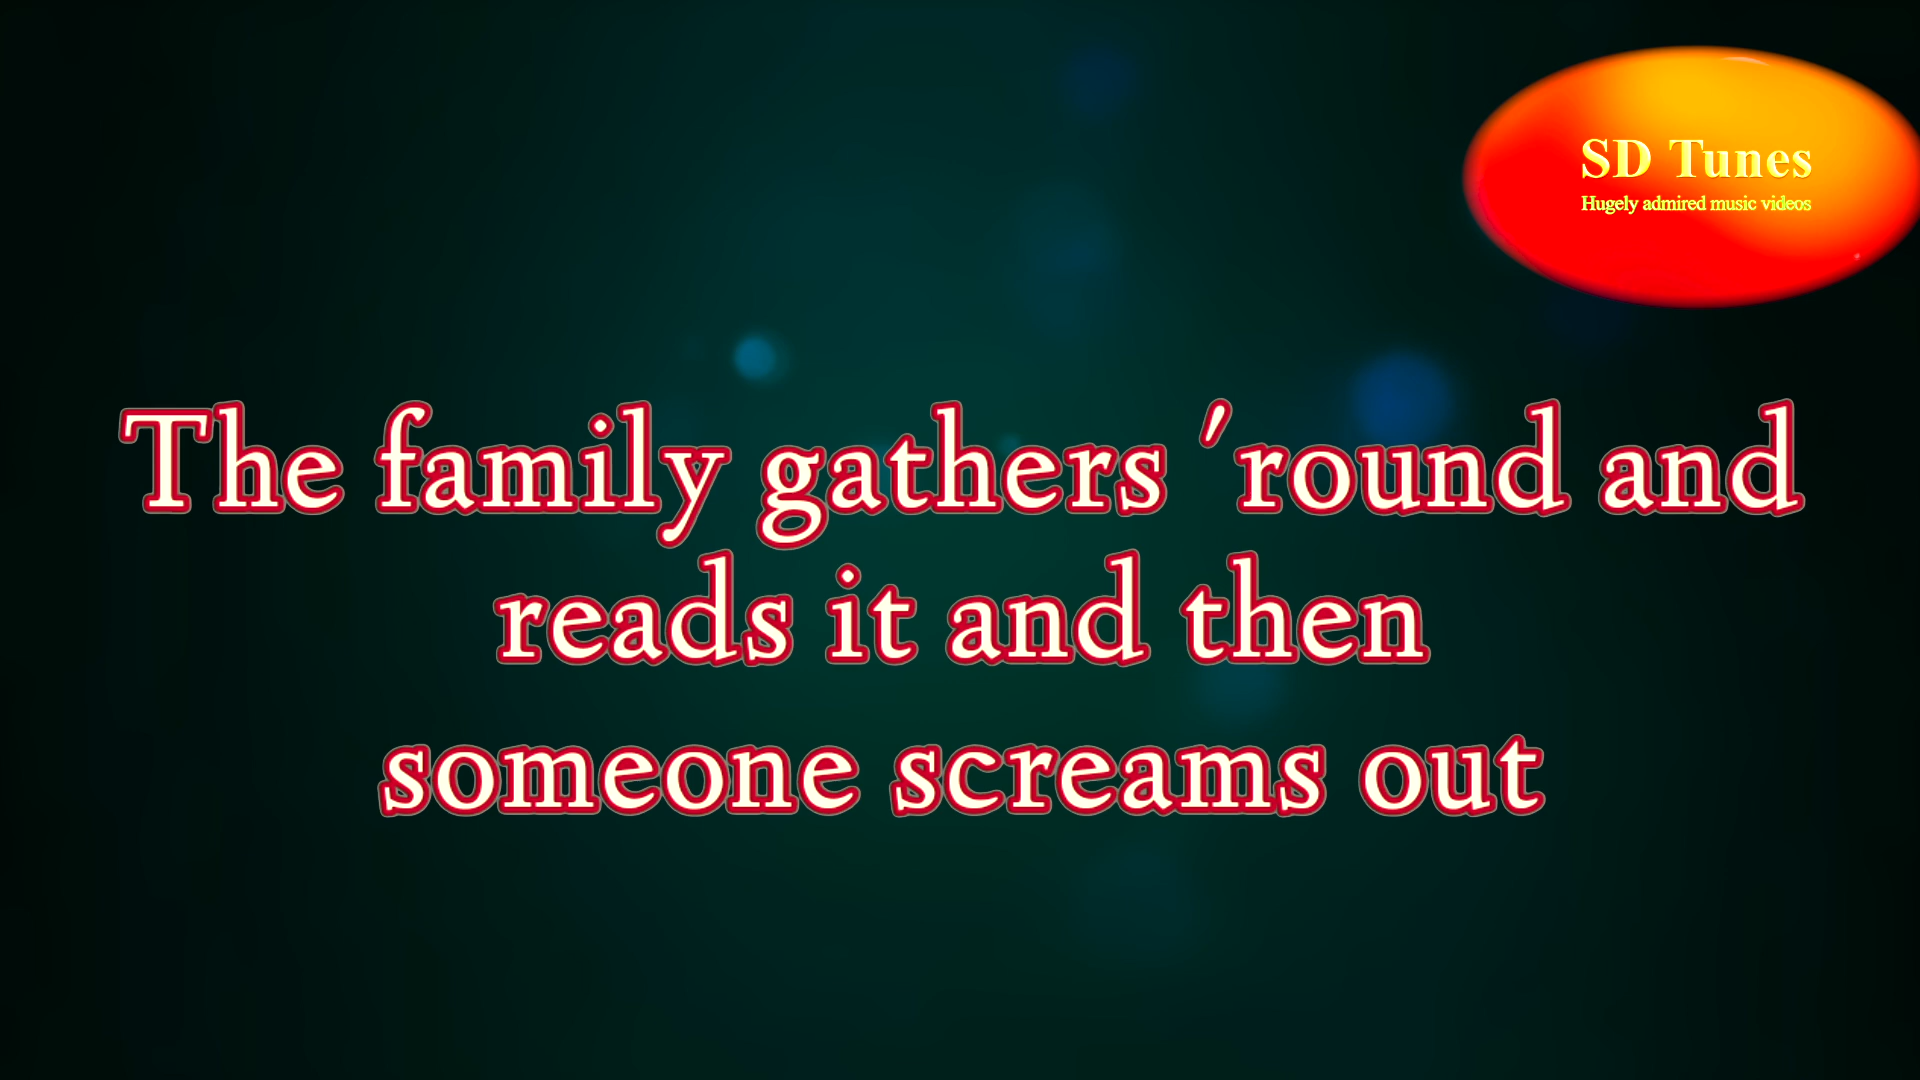 SD Tunes
Hugely admired music videos
The family gathers 'round and
reads it and then
someone screams out